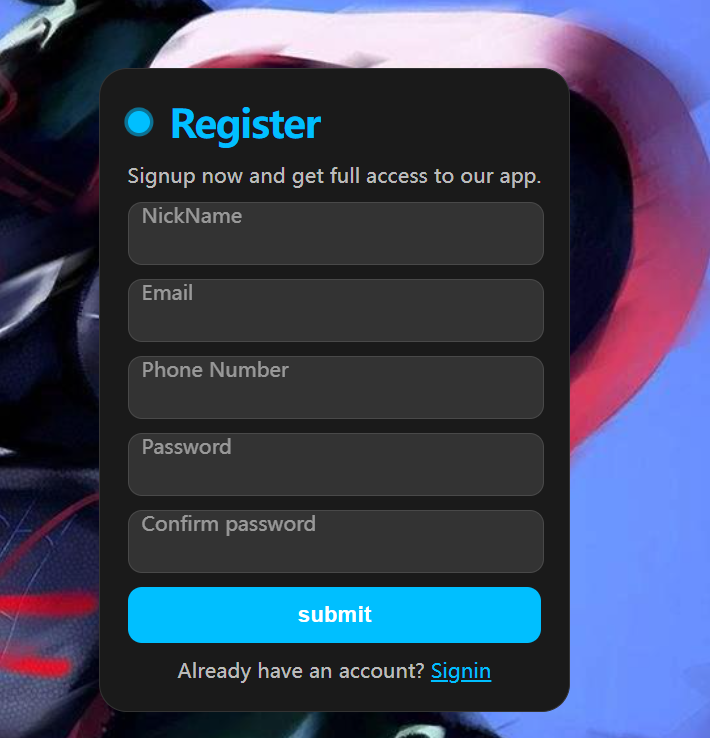 Register
Signup now and get full access to our app.
NickName
Email
Phone Number
Password
Confirm password
submit
Already have an account? Signin